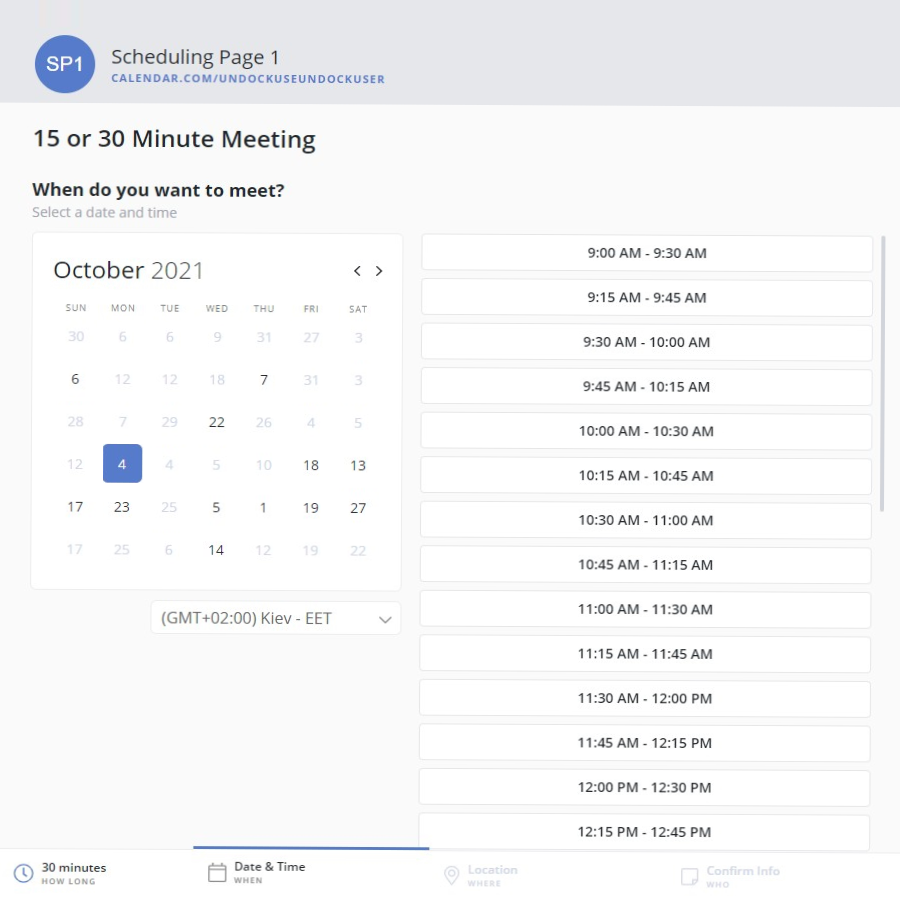 SP1
Scheduling Page 1
CALENDAR.COM/UNDOCKUSEUNDOCKUSER
15 or 30 Minute Meeting
When do you want to meet?
Select a date and time
October 2021
SUN MON TUE WED THU FRI SAT
30 6 6 9 31 27 3
6 12 12 18 7 31 3
28 7 29 22 26 4 5
12 4 4 5 10 18 13
17 23 25 5 1 19 27
17 25 6 14 12 19 22
(GMT+02:00) Kiev - EET
9:00 AM - 9:30 AM
9:15 AM - 9:45 AM
9:30 AM - 10:00 AM
9:45 AM - 10:15 AM
10:00 AM - 10:30 AM
10:15 AM - 10:45 AM
10:30 AM - 11:00 AM
10:45 AM - 11:15 AM
11:00 AM - 11:30 AM
11:15 AM - 11:45 AM
11:30 AM - 12:00 PM
11:45 AM - 12:15 PM
12:00 PM - 12:30 PM
12:15 PM - 12:45 PM
30 minutes
HOW LONG
Date & Time
WHEN
Location
WHERE
Confirm Info
WHO